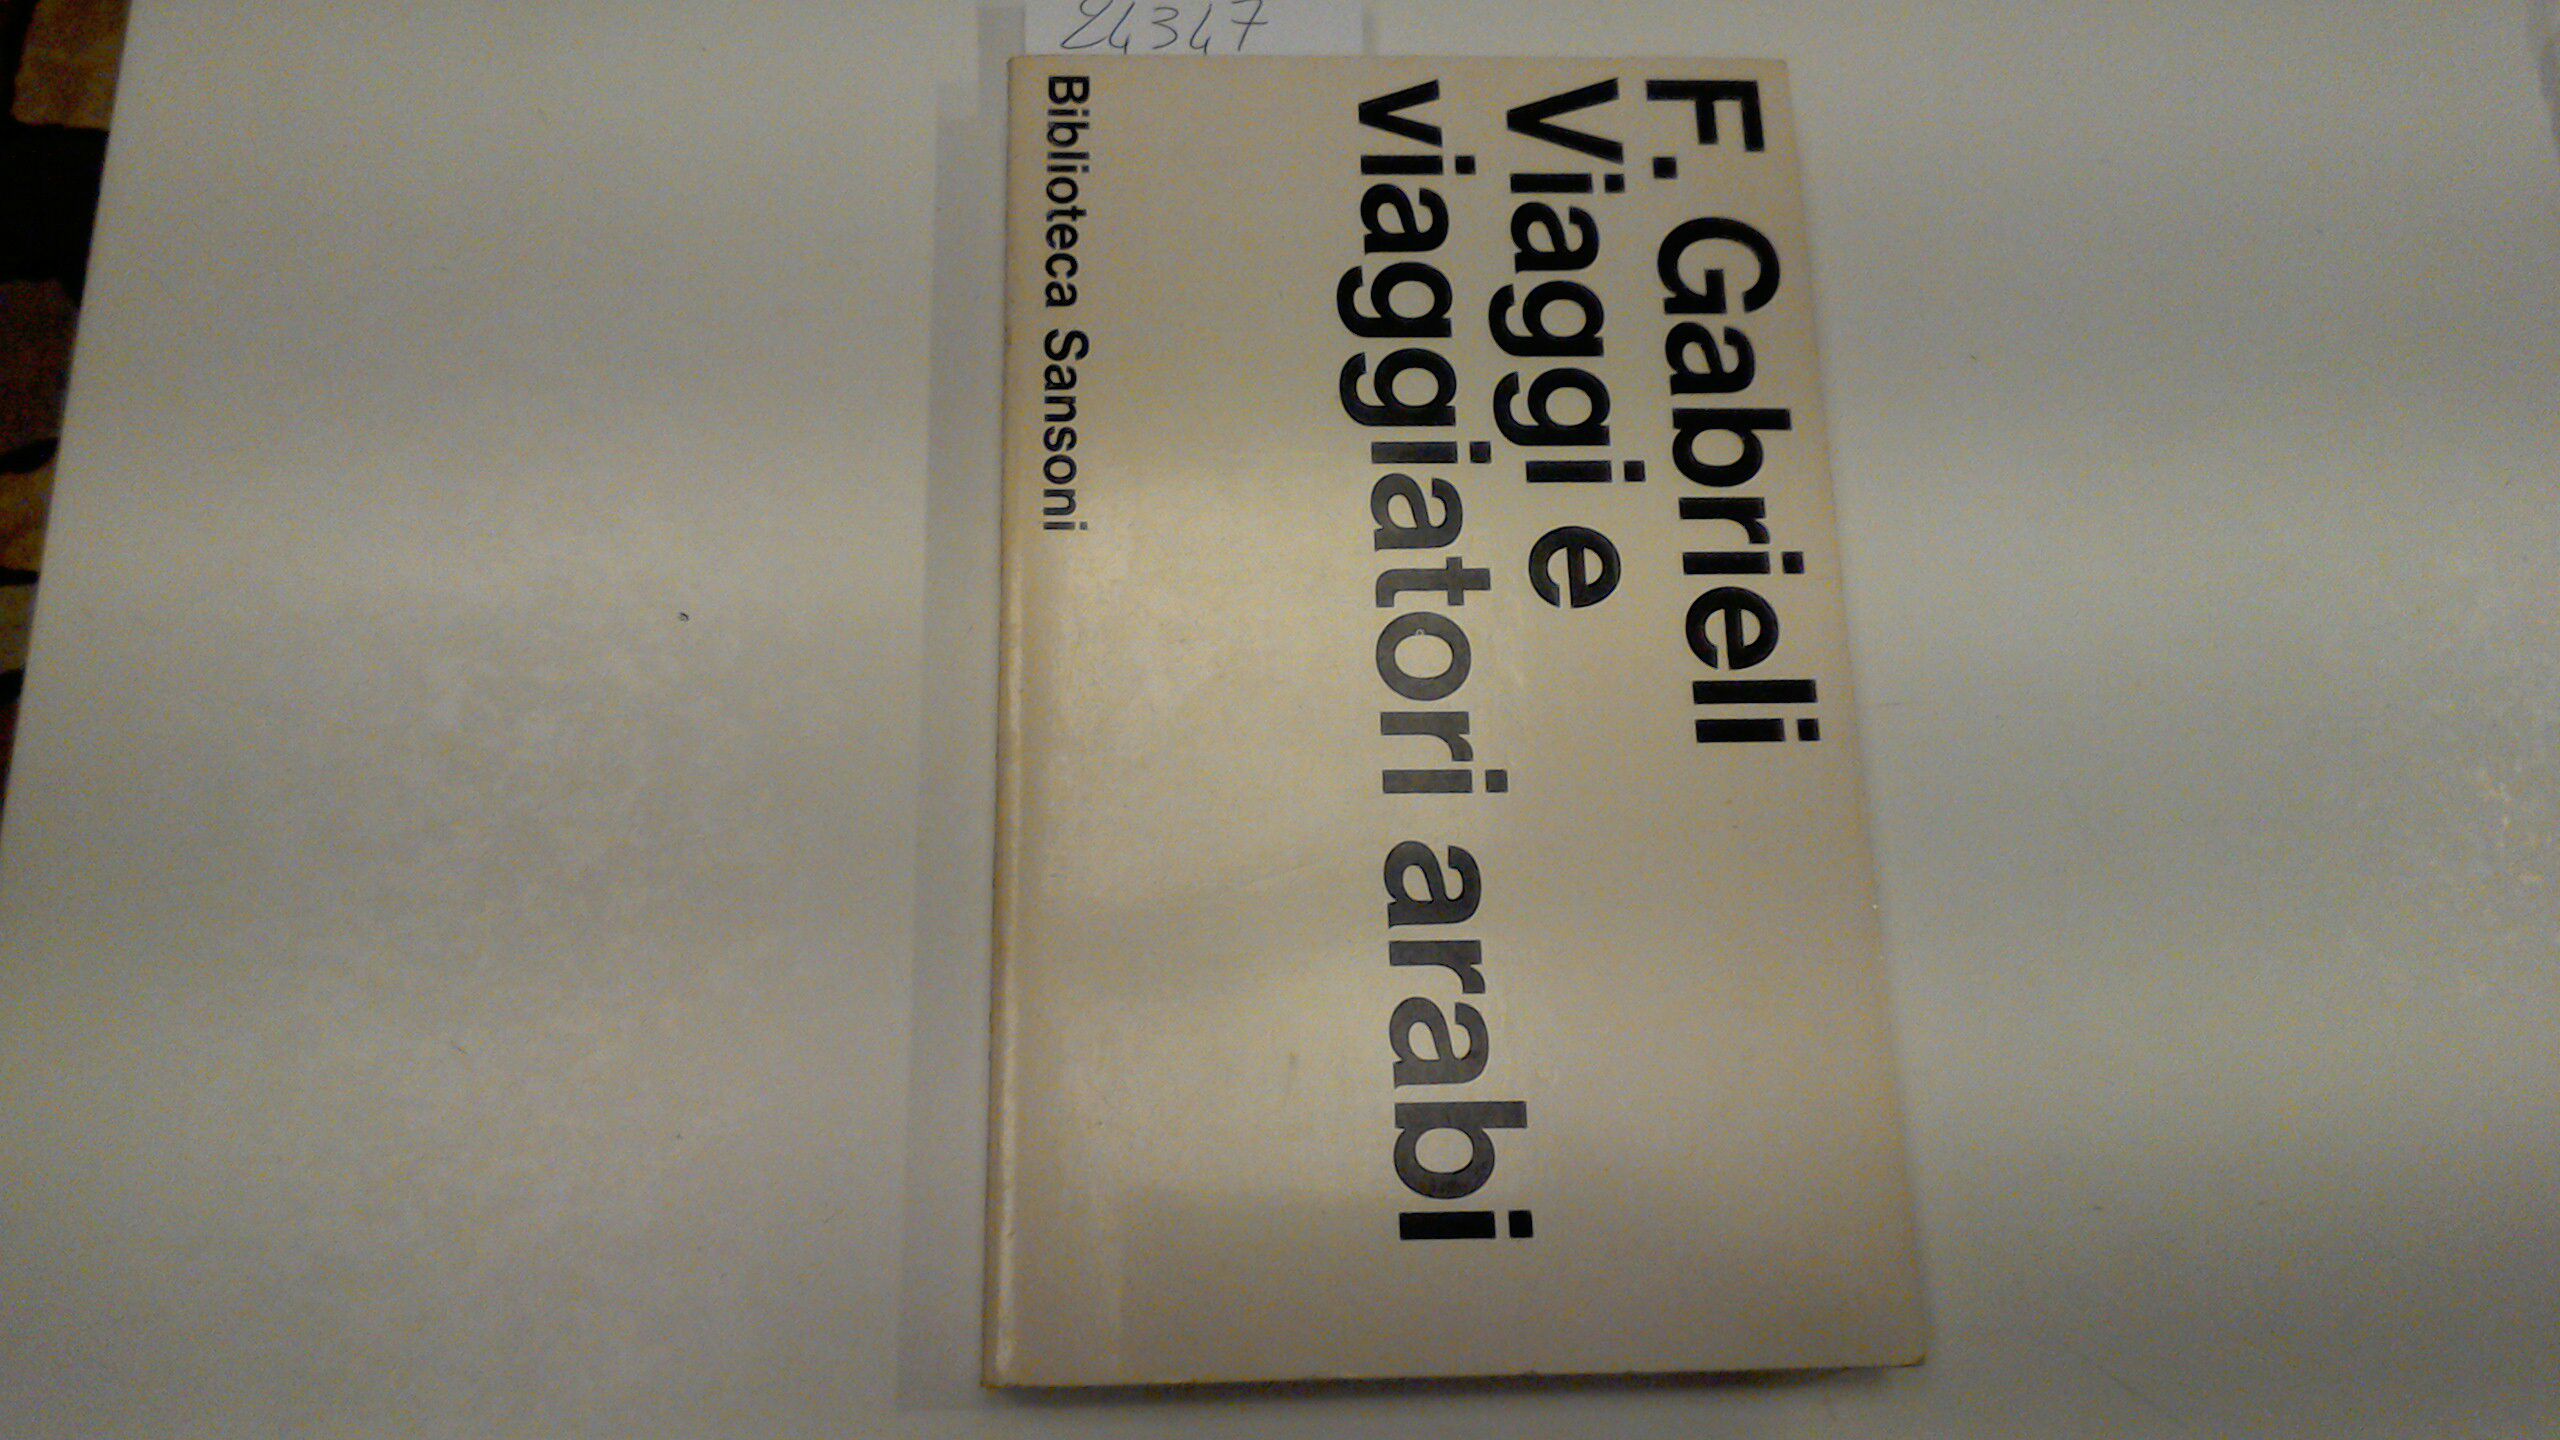 24347
F. Gabrieli
Viaggi e
viaggiatori arabi
Biblioteca Sansoni